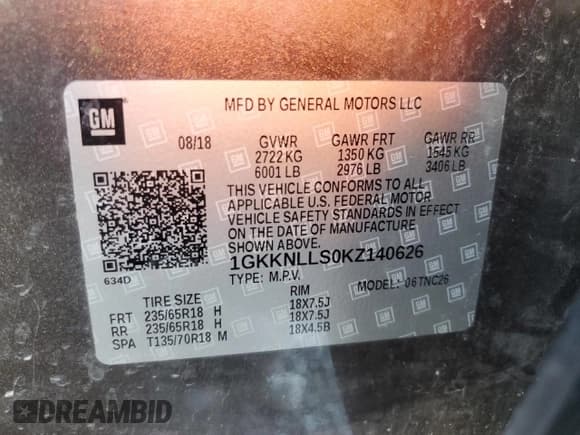 GM
MFD BY GENERAL MOTORS LLC
08/18 GVWR GAWR FRT GAWR RR
2722 KG 1350 KG 1545 KG
6001 LB 2976 LB 3406 LB
THIS VEHICLE CONFORMS TO ALL
APPLICABLE U.S. FEDERAL MOTOR
VEHICLE SAFETY STANDARDS IN EFFECT
ON THE DATE OF MANUFACTURE
SHOWN ABOVE.
1GKKNLLS0KZ140626
634D
TYPE: M.P.V. MODEL: 06TNC26
TIRE SIZE RIM
FRT 235/65R18 H 18X7.5J
RR 235/65R18 H 18X7.5J
SPA T135/70R18 M 18X4.5B
DREAMBID